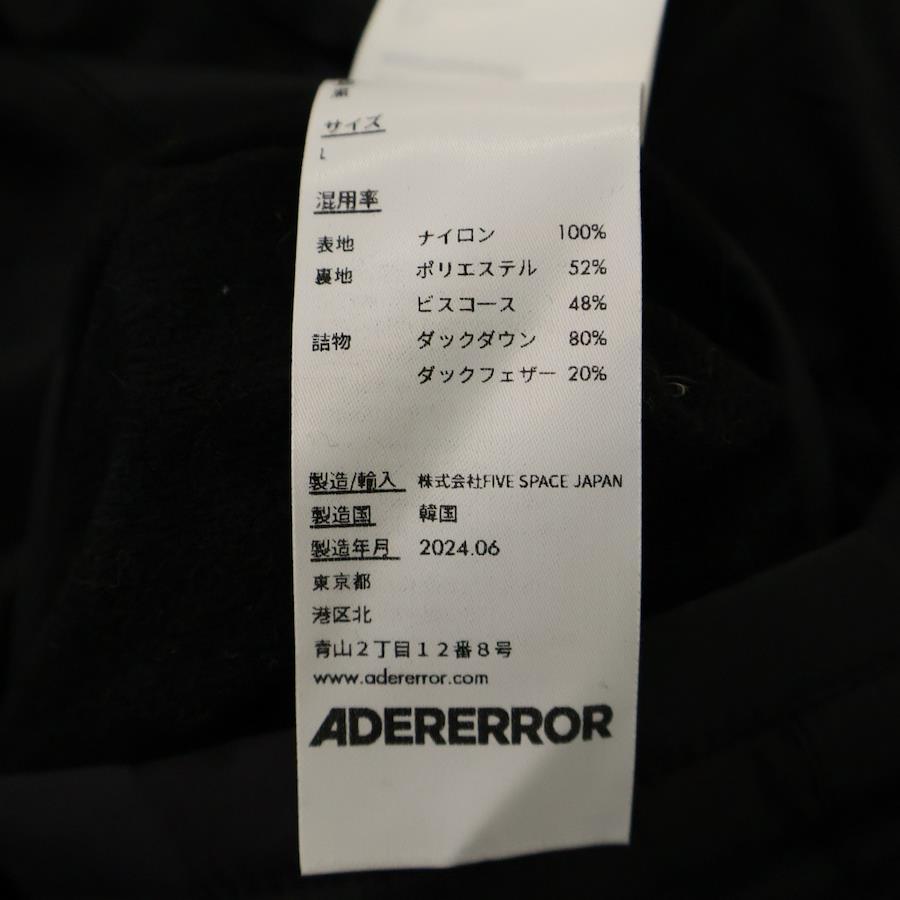 サイズ
L
混用率
表地 ナイロン 100%
裏地 ポリエステル 52%
ビスコース 48%
詰物 ダックダウン 80%
ダックフェザー 20%
製造/輸入 株式会社FIVE SPACE JAPAN
製造国 韓国
製造年月 2024.06
東京都
港区北
青山2丁目12番8号
www.adererror.com
ADERERROR